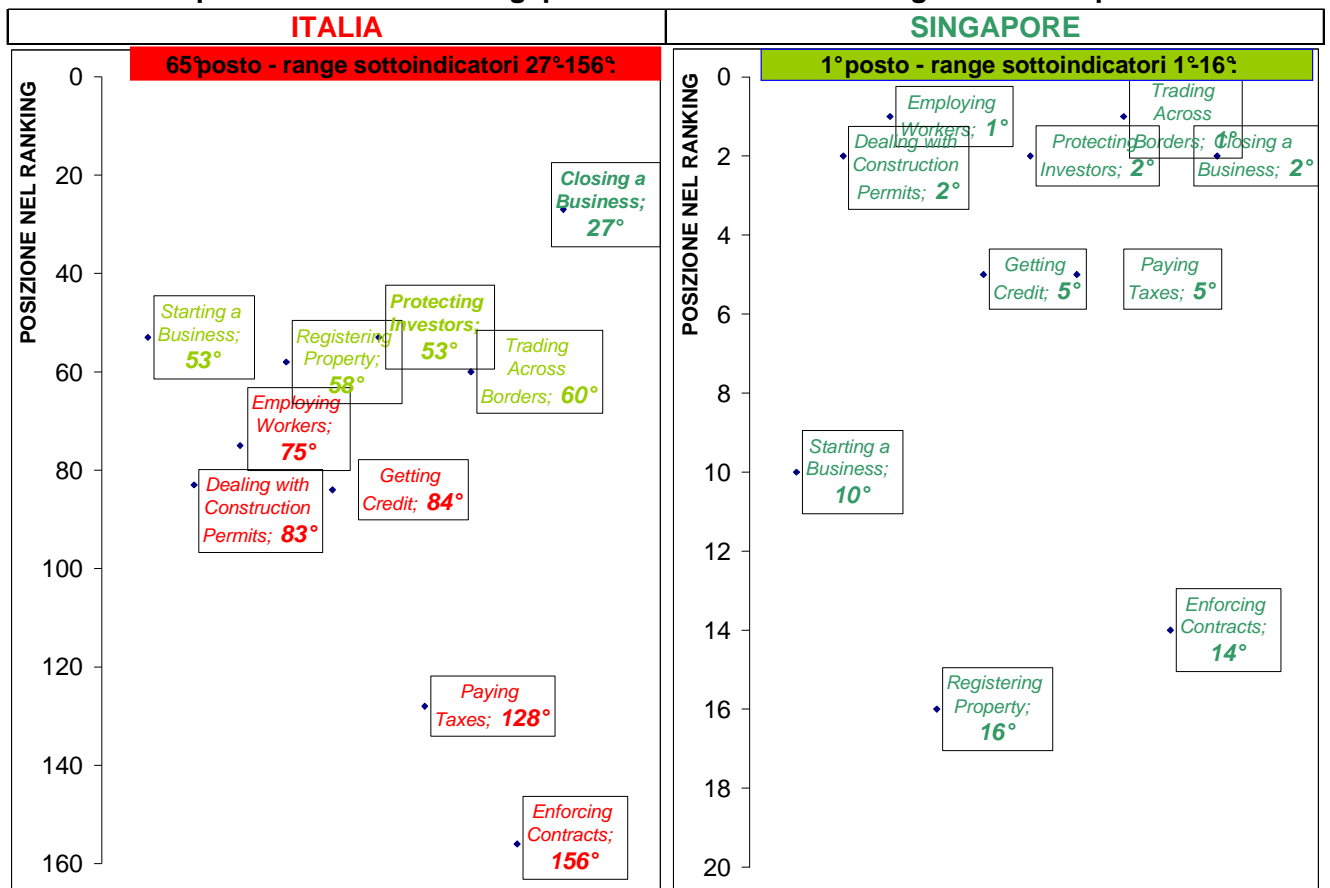 ITALIA
SINGAPORE
65°posto - range sottoindicatori 27°-156°:
1°posto - range sottoindicatori 1°-16°:
POSIZIONE NEL RANKING
0
20
40
60
80
100
120
140
160
Closing a
Business;
27°
Starting a
Business;
53°
Registering
Property;
58°
Protecting
Investors;
53°
Trading
Across
Borders; 60°
Employing
Workers;
75°
Dealing with
Construction
Permits; 83°
Getting
Credit; 84°
Paying
Taxes; 128°
Enforcing
Contracts;
156°
POSIZIONE NEL RANKING
0
2
4
6
8
10
12
14
16
18
20
Employing
Workers; 1°
Trading
Across
Borders; 1°
Dealing with
Construction
Permits; 2°
Protecting
Investors; 2°
Closing a
Business; 2°
Getting
Credit; 5°
Paying
Taxes; 5°
Starting a
Business;
10°
Enforcing
Contracts;
14°
Registering
Property;
16°